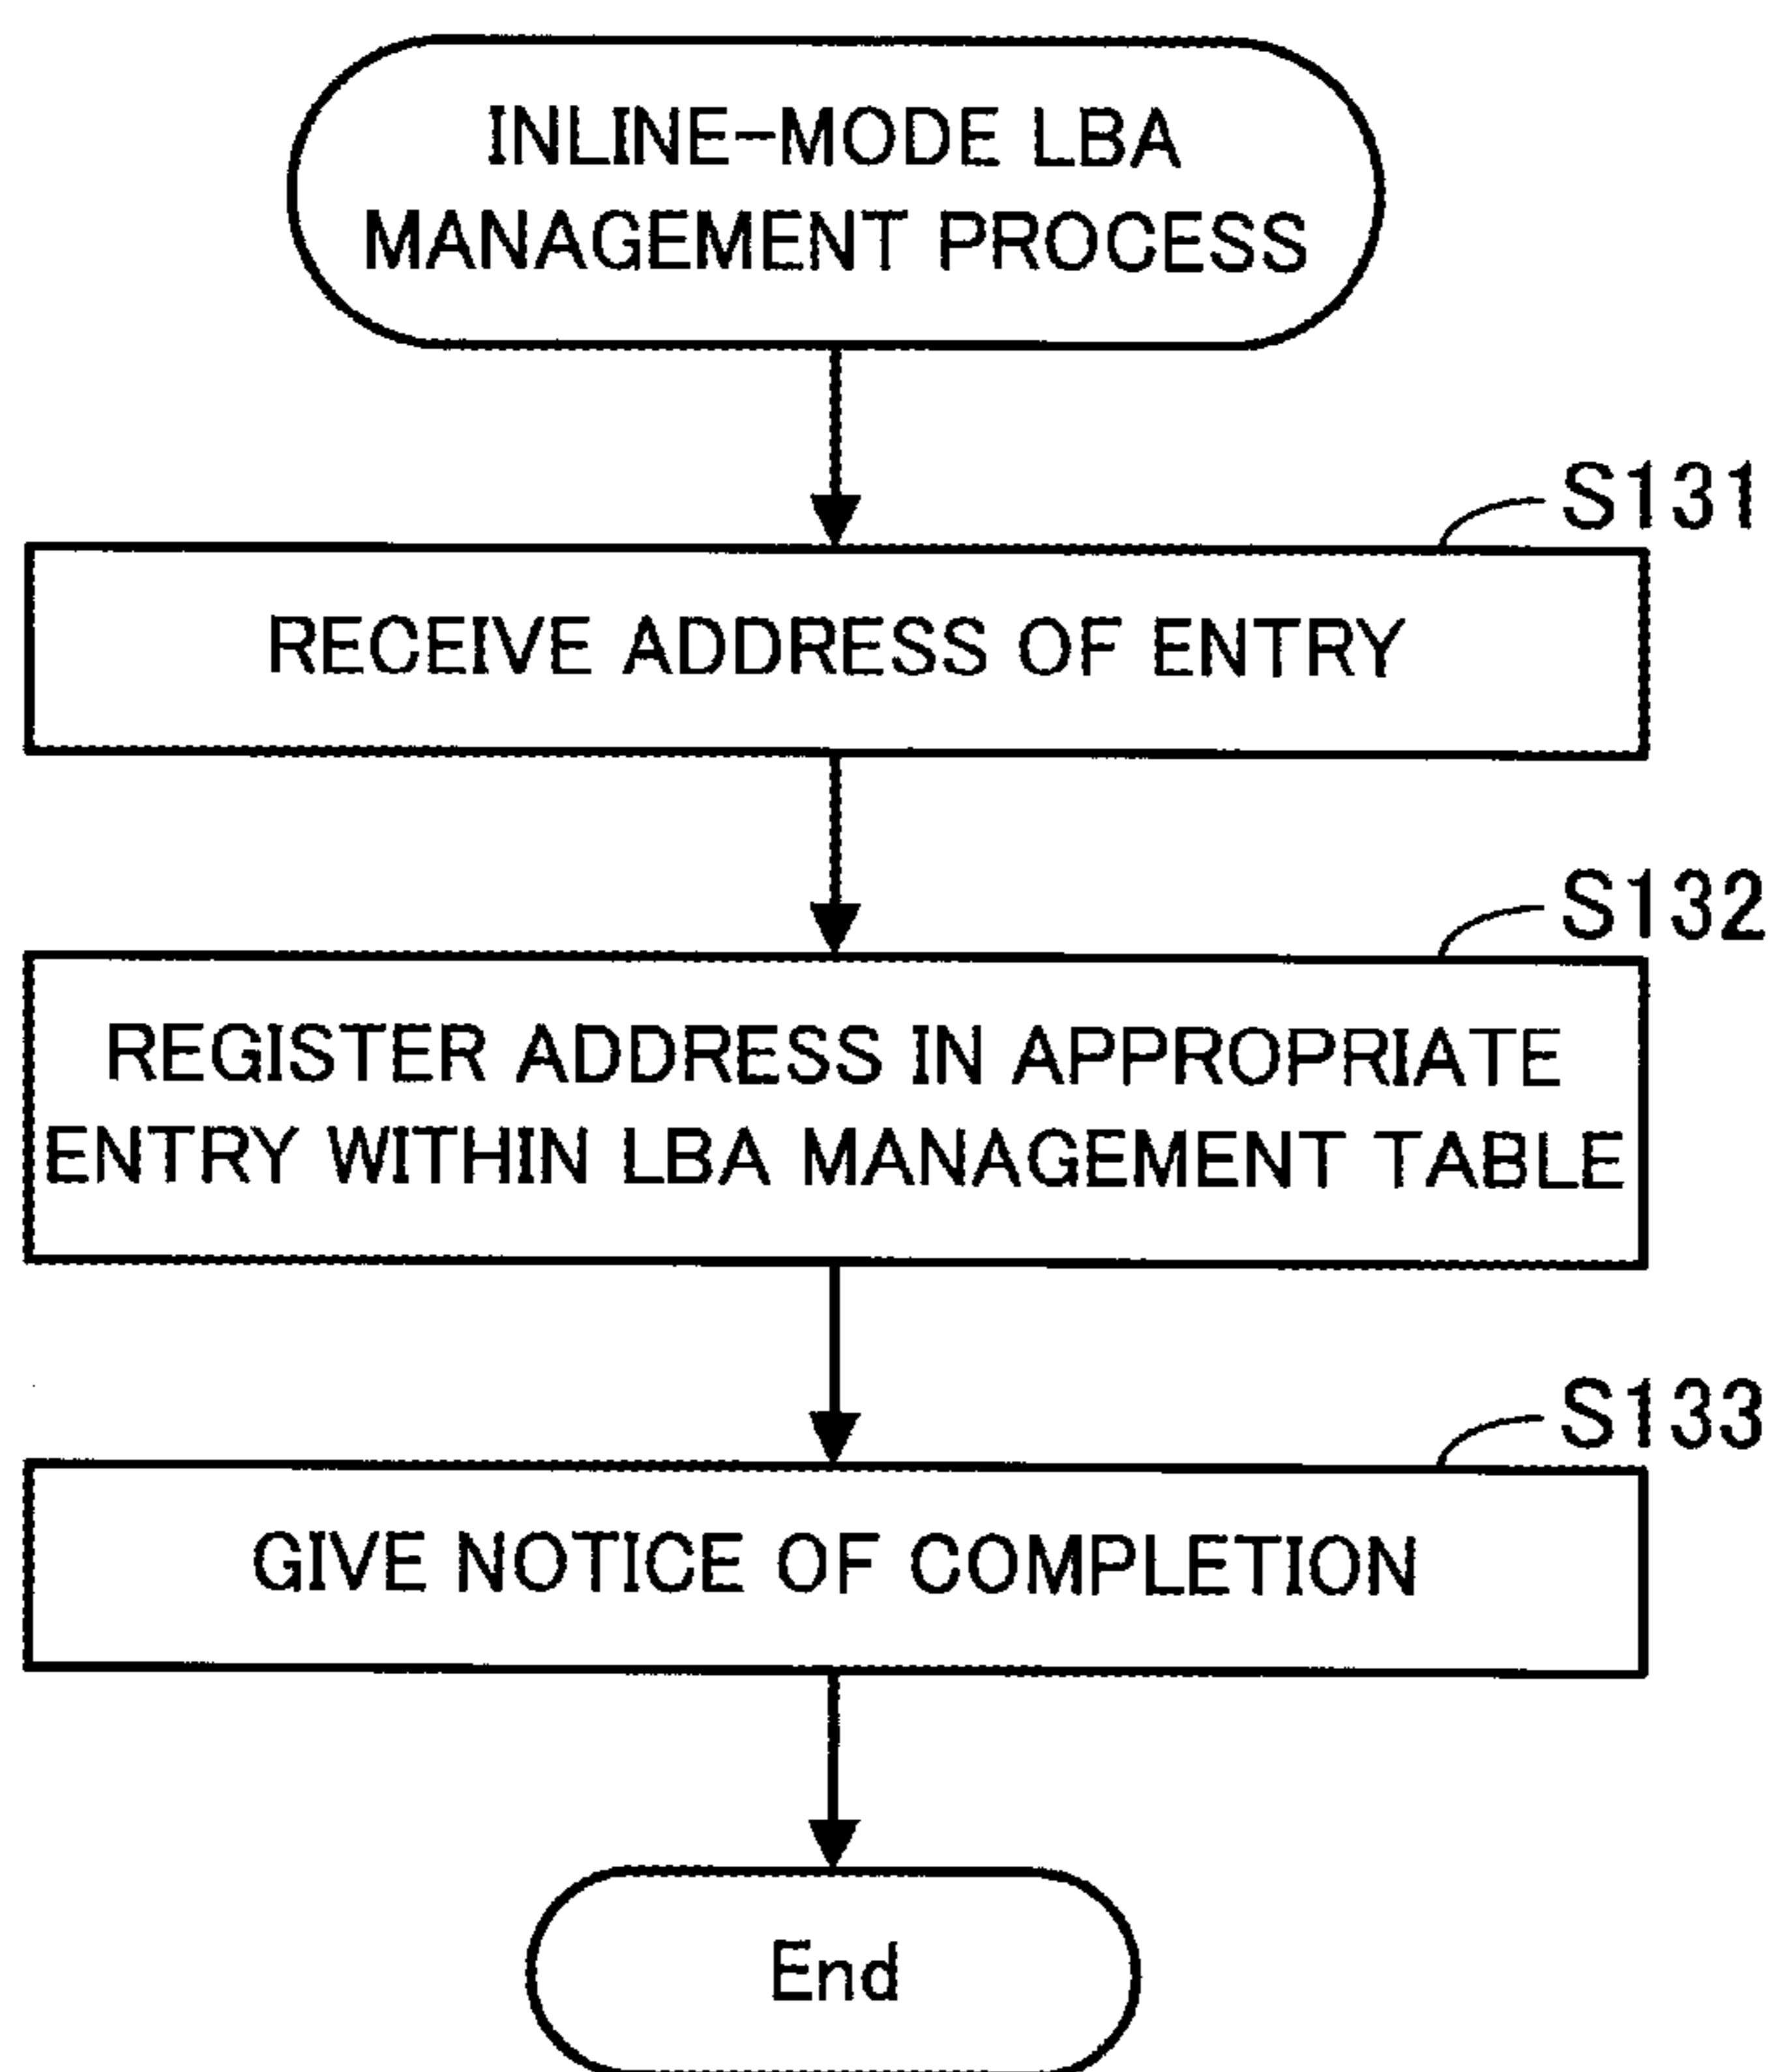 INLINE-MODE LBA
MANAGEMENT PROCESS
S131
RECEIVE ADDRESS OF ENTRY
S132
REGISTER ADDRESS IN APPROPRIATE
ENTRY WITHIN LBA MANAGEMENT TABLE
S133
GIVE NOTICE OF COMPLETION
End